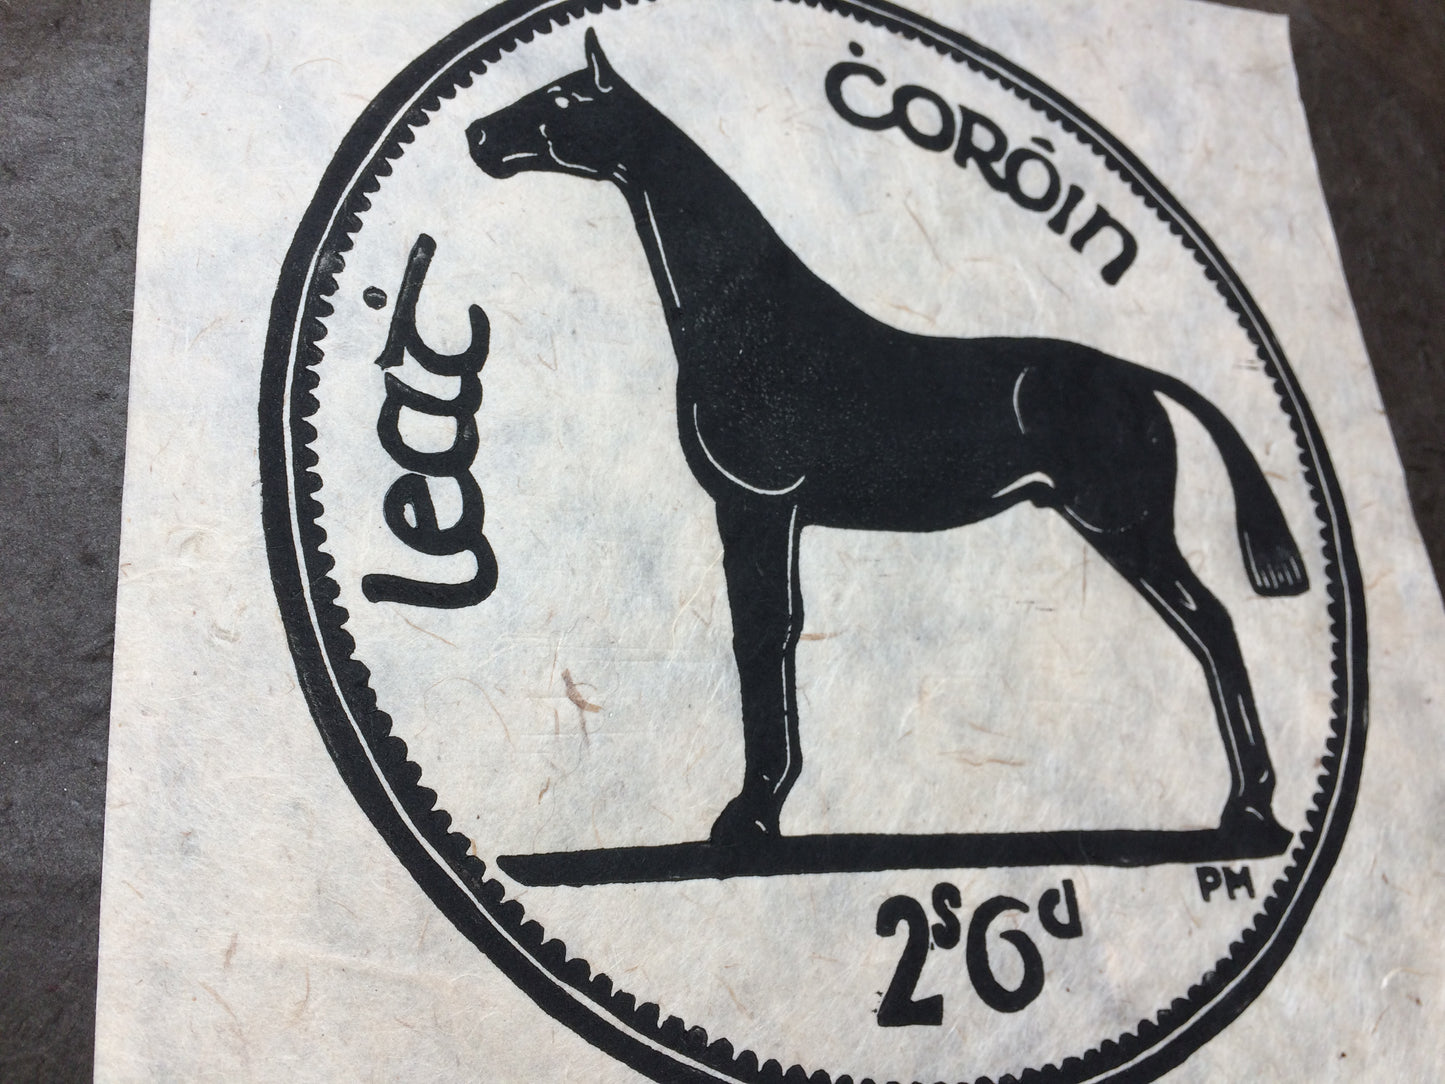 leaṫ
ċoróin
2s6d
PM